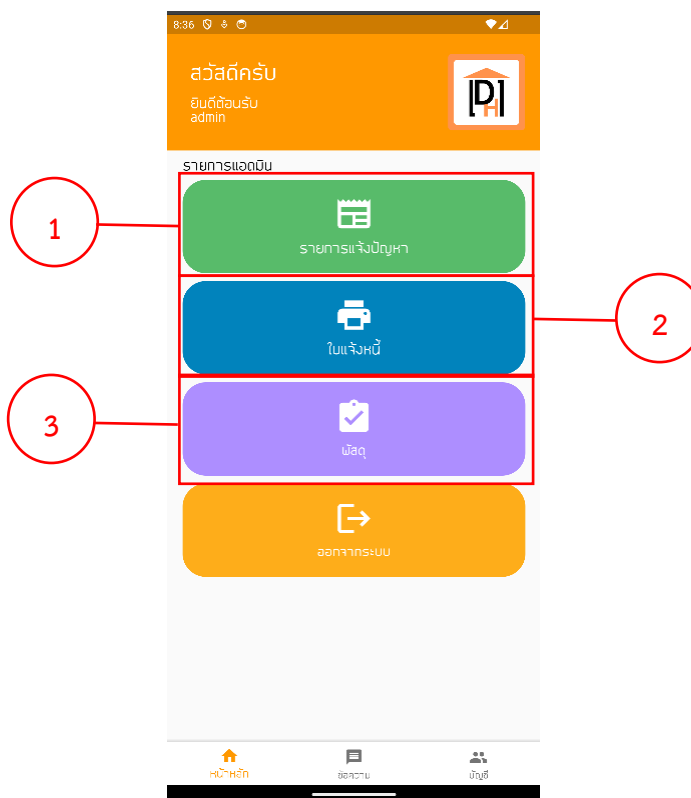 8:36
สวัสดีครับ
ยินดีต้อนรับ
admin
[PH]
รายการแอดมิน
1
รายการแจ้งปัญหา
2
ใบแจ้งหนี้
3
พัสดุ
ออกจากระบบ
หน้าหลัก
ข้อความ
บัญชี